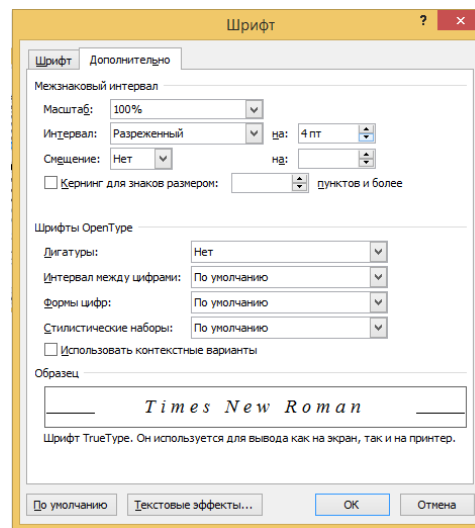 Шрифт ? ×
Шрифт Дополнительно
Межзнаковый интервал
Масштаб: 100%
Интервал: Разреженный на: 4 пт
Смещение: Нет на:
Кернинг для знаков размером: пунктов и более
Шрифты OpenType
Лигатуры: Нет
Интервал между цифрами: По умолчанию
Формы цифр: По умолчанию
Стилистические наборы: По умолчанию
Использовать контекстные варианты
Образец
Times New Roman
Шрифт TrueType. Он используется для вывода как на экран, так и на принтер.
По умолчанию Текстовые эффекты... ОК Отмена